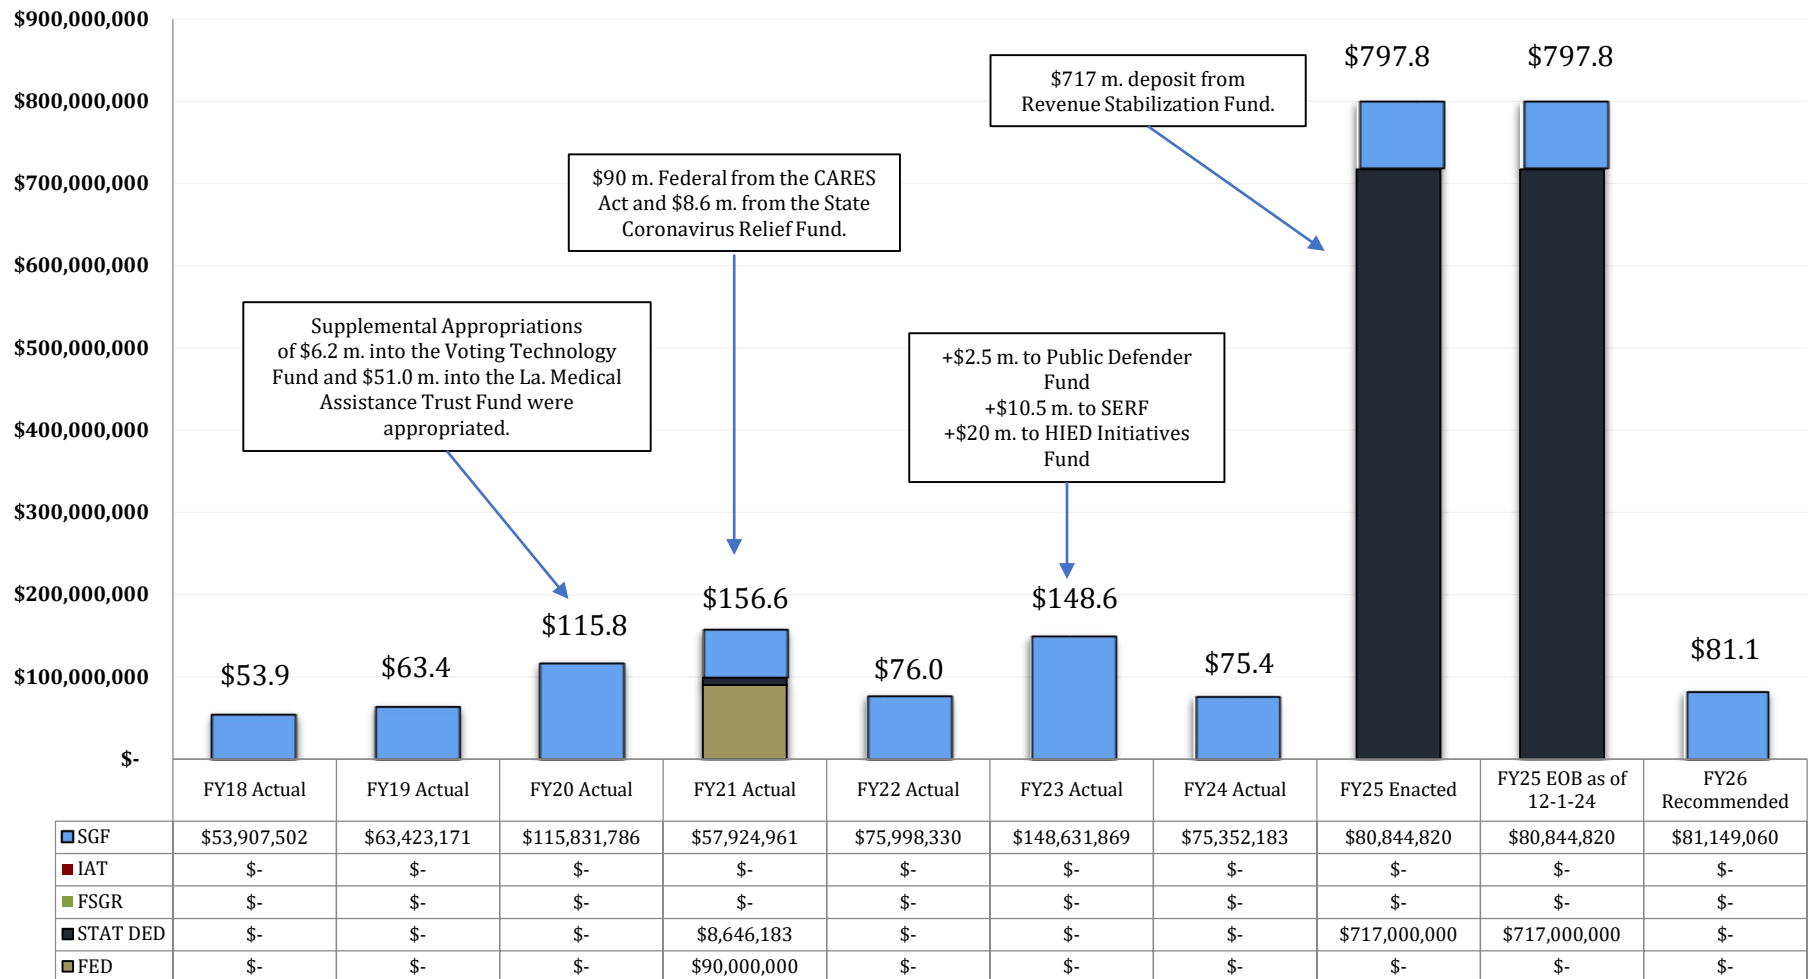 $900,000,000
$800,000,000
$700,000,000
$600,000,000
$500,000,000
$400,000,000
$300,000,000
$200,000,000
$100,000,000
$-
Supplemental Appropriations
of $6.2 m. into the Voting Technology
Fund and $51.0 m. into the La. Medical
Assistance Trust Fund were
appropriated.
$90 m. Federal from the CARES
Act and $8.6 m. from the State
Coronavirus Relief Fund.
+$2.5 m. to Public Defender
Fund
+$10.5 m. to SERF
+$20 m. to HIED Initiatives
Fund
$717 m. deposit from
Revenue Stabilization Fund.
$53.9
$63.4
$115.8
$156.6
$76.0
$148.6
$75.4
$797.8
$797.8
$81.1
FY18 Actual FY19 Actual FY20 Actual FY21 Actual FY22 Actual FY23 Actual FY24 Actual FY25 Enacted FY25 EOB as of
12-1-24
FY26
Recommended
SGF $53,907,502 $63,423,171 $115,831,786 $57,924,961 $75,998,330 $148,631,869 $75,352,183 $80,844,820 $80,844,820 $81,149,060
IAT $- $- $- $- $- $- $- $- $- $-
FSGR $- $- $- $- $- $- $- $- $- $-
STAT DED $- $- $- $8,646,183 $- $- $- $717,000,000 $717,000,000 $-
FED $- $- $- $90,000,000 $- $- $- $- $- $-